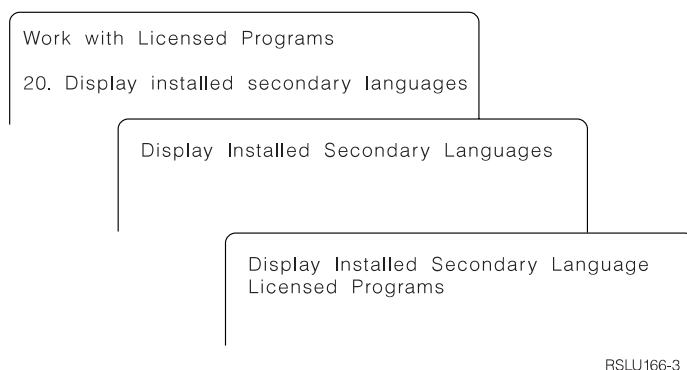 Work with Licensed Programs
20. Display installed secondary languages
Display Installed Secondary Languages
Display Installed Secondary Language
Licensed Programs
RSLU166-3